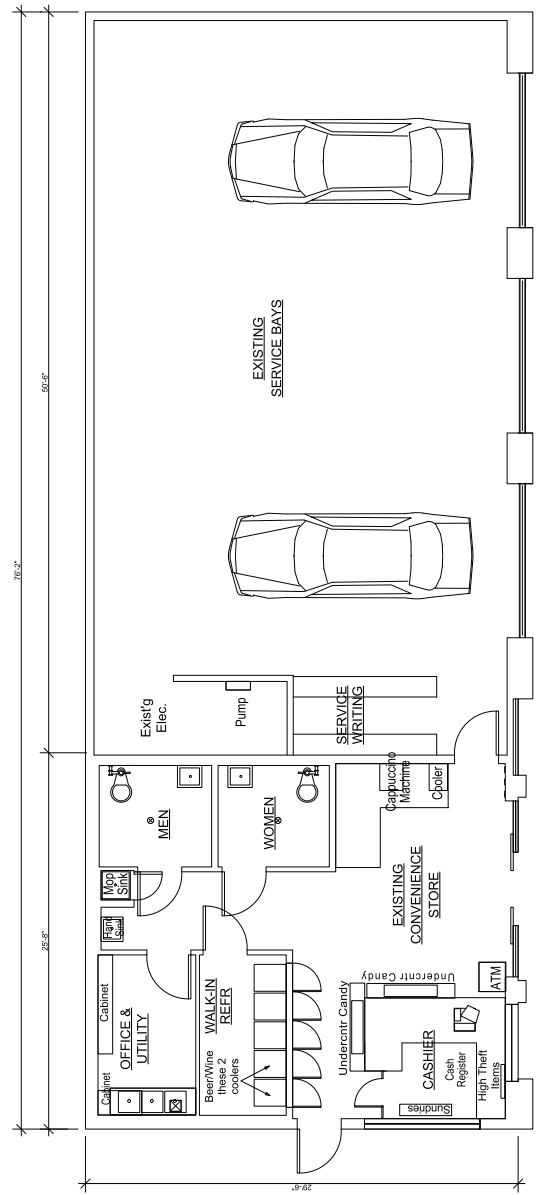 76'-2"
50'-6"
25'-8"
29'-6"
EXISTING
SERVICE BAYS
Exist'g
Elec.
Pump
SERVICE
WRITING
MEN
WOMEN
Cappuccino
Machine
Cooler
Mop
Sink
Hand
Sink
EXISTING
CONVENIENCE
STORE
Cabinet
OFFICE &
UTILITY
Cabinet
WALK-IN
REFR
Beer/Wine
these 2
coolers
Undercntr Candy
Undercntr Candy
ATM
CASHIER
Cash
Register
High Theft
Items
Sundries